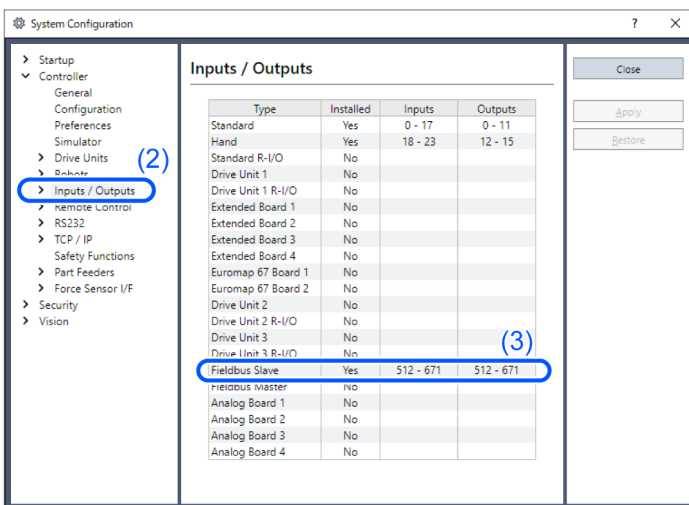 System Configuration ? ×
Startup
Controller
General
Configuration
Preferences
Simulator
Drive Units
(2)
Robots
Inputs / Outputs
Remote Control
RS232
TCP / IP
Safety Functions
Part Feeders
Force Sensor I/F
Security
Vision
Inputs / Outputs
Type Installed Inputs Outputs
Standard Yes 0 - 17 0 - 11
Hand Yes 18 - 23 12 - 15
Standard R-I/O No
Drive Unit 1 No
Drive Unit 1 R-I/O No
Extended Board 1 No
Extended Board 2 No
Extended Board 3 No
Extended Board 4 No
Euromap 67 Board 1 No
Euromap 67 Board 2 No
Drive Unit 2 No
Drive Unit 2 R-I/O No
Drive Unit 3 No
(3)
Drive Unit 3 R-I/O No
Fieldbus Slave Yes 512 - 671 512 - 671
Fieldbus Master No
Analog Board 1 No
Analog Board 2 No
Analog Board 3 No
Analog Board 4 No
Close
Apply
Restore